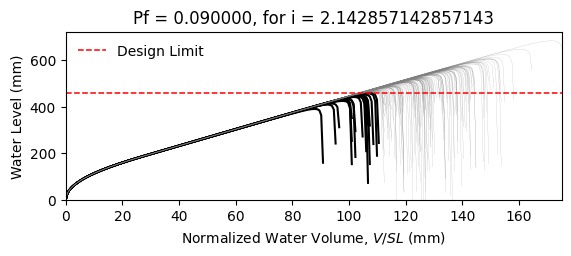 Pf = 0.090000, for i = 2.142857142857143
Design Limit
Water Level (mm)
600
400
200
0
0 20 40 60 80 100 120 140 160
Normalized Water Volume, V/SL (mm)